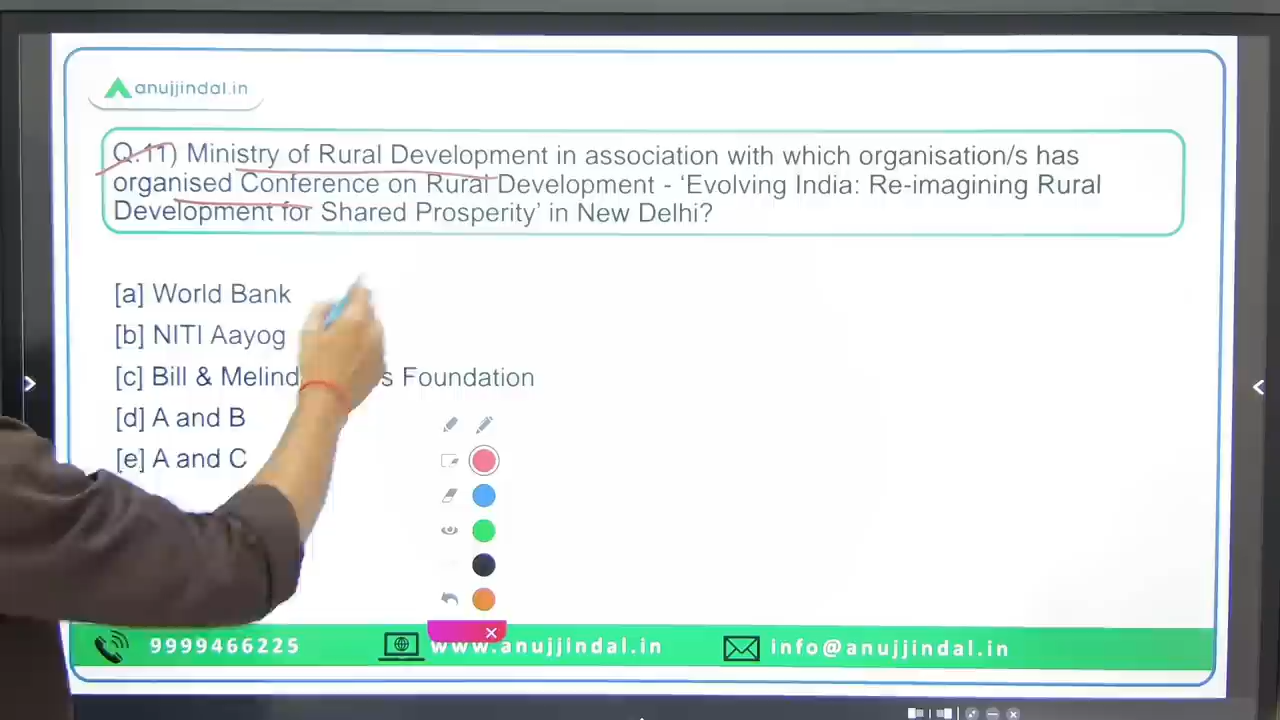 anujjindal.in
Q.11) Ministry of Rural Development in association with which organisation/s has
organised Conference on Rural Development - ‘Evolving India: Re-imagining Rural
Development for Shared Prosperity’ in New Delhi?
[a] World Bank
[b] NITI Aayog
[c] Bill & Melind s Foundation
[d] A and B
[e] A and C
9999466225 www.anujjindal.in info@anujjindal.in